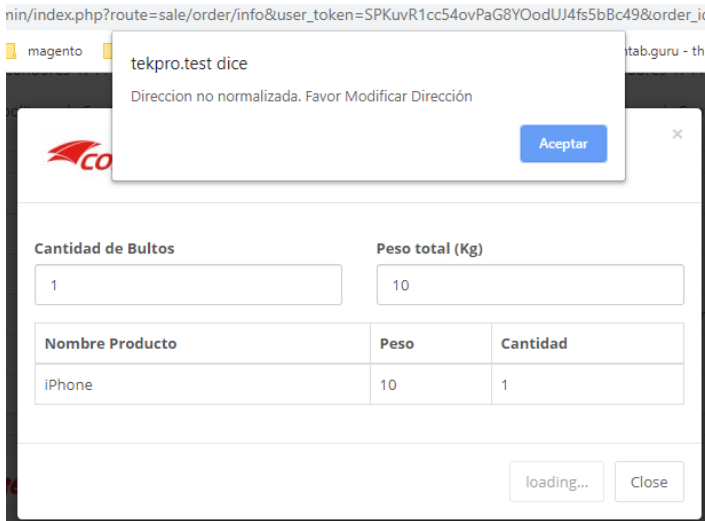 min/index.php?route=sale/order/info&user_token=SPKuvR1cc54ovPaG8YOodUJ4fs5bBc49&order_id
magento
ntab.guru - th
tekpro.test dice
Direccion no normalizada. Favor Modificar Dirección
Aceptar
×
CO
Cantidad de Bultos Peso total (Kg)
1 10
Nombre Producto Peso Cantidad
iPhone 10 1
loading... Close